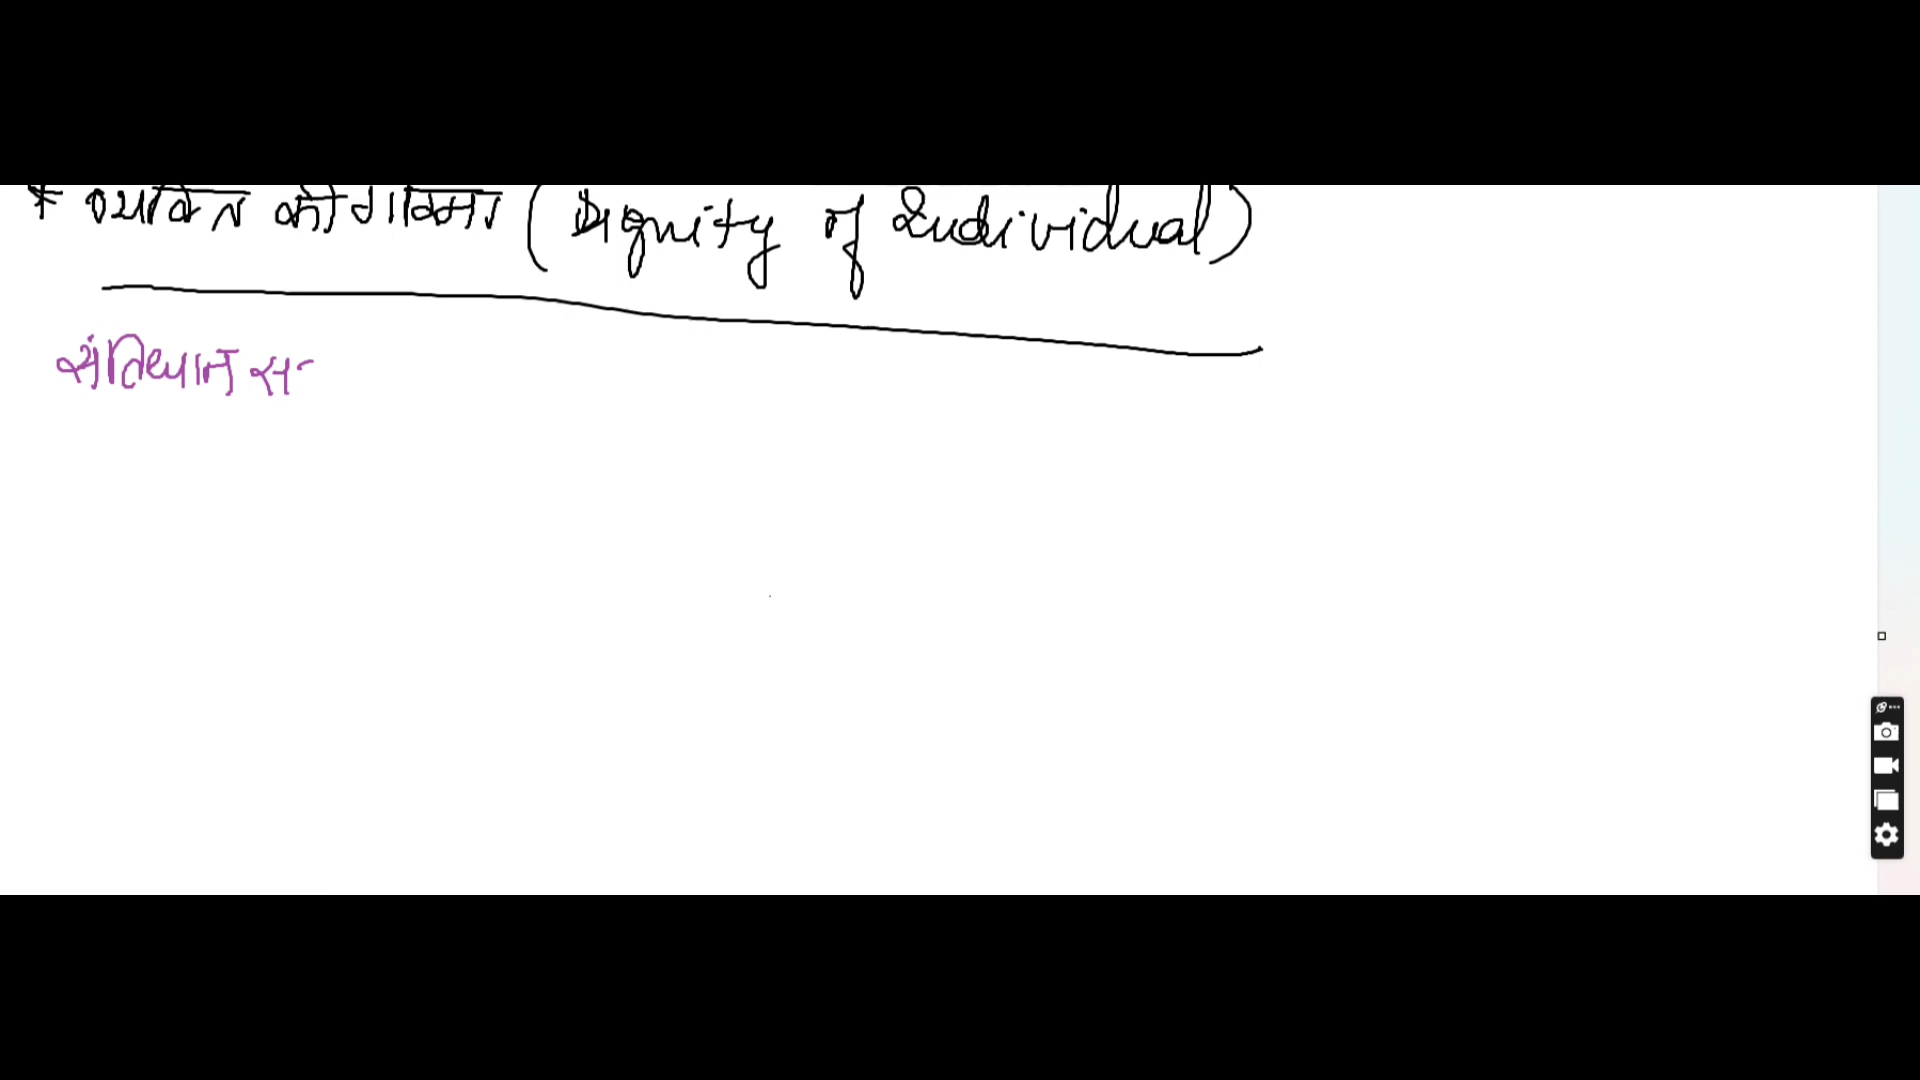 * व्यक्ति की गरिमा (Dignity of Individual)
संविधान स